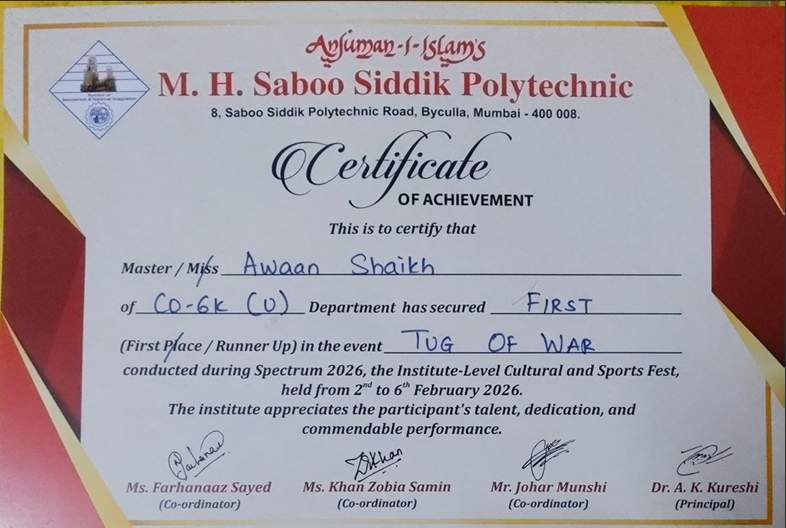 Anjuman-I-Islam's
M. H. Saboo Siddik Polytechnic
8, Saboo Siddik Polytechnic Road, Byculla, Mumbai - 400 008.
Certificate
OF ACHIEVEMENT
This is to certify that
Master / Miss Awaan Shaikh
of CO-6K (U) Department has secured FIRST
(First Place / Runner Up) in the event TUG OF WAR
conducted during Spectrum 2026, the Institute-Level Cultural and Sports Fest,
held from 2nd to 6th February 2026.
The institute appreciates the participant's talent, dedication, and
commendable performance.
Ms. Farhanaaz Sayed Ms. Khan Zobia Samin Mr. Johar Munshi Dr. A. K. Kureshi
(Co-ordinator) (Co-ordinator) (Co-ordinator) (Principal)